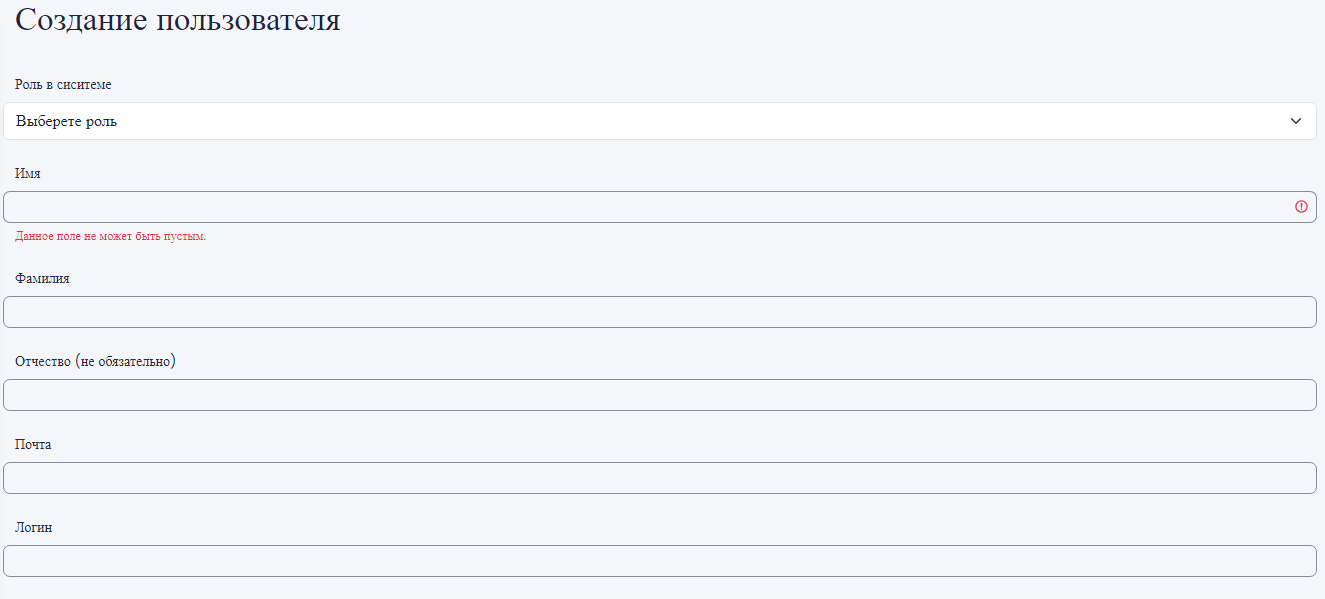 Создание пользователя
Роль в сиситеме
Выберете роль
Имя
Данное поле не может быть пустым.
Фамилия
Отчество (не обязательно)
Почта
Логин